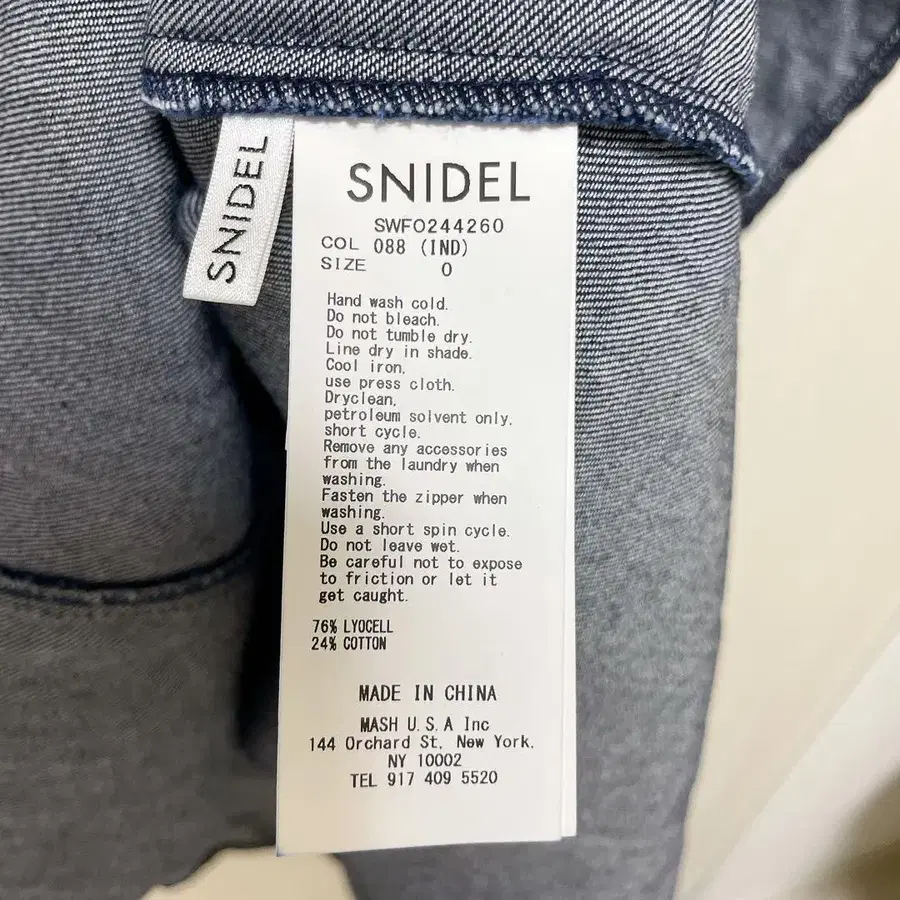 SNIDEL
SNIDEL
SWFO244260
COL 088 (IND)
SIZE 0
Hand wash cold.
Do not bleach.
Do not tumble dry.
Line dry in shade.
Cool iron.
use press cloth.
Dryclean,
petroleum solvent only,
short cycle.
Remove any accessories
from the laundry when
washing.
Fasten the zipper when
washing.
Use a short spin cycle.
Do not leave wet.
Be careful not to expose
to friction or let it
get caught.
76% LYOCELL
24% COTTON
MADE IN CHINA
MASH U.S.A Inc
144 Orchard St, New York,
NY 10002
TEL 917 409 5520